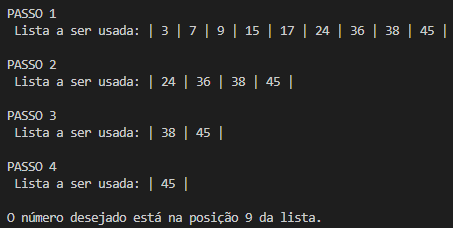 PASSO 1
Lista a ser usada: | 3 | 7 | 9 | 15 | 17 | 24 | 36 | 38 | 45 |
PASSO 2
Lista a ser usada: | 24 | 36 | 38 | 45 |
PASSO 3
Lista a ser usada: | 38 | 45 |
PASSO 4
Lista a ser usada: | 45 |
O número desejado está na posição 9 da lista.